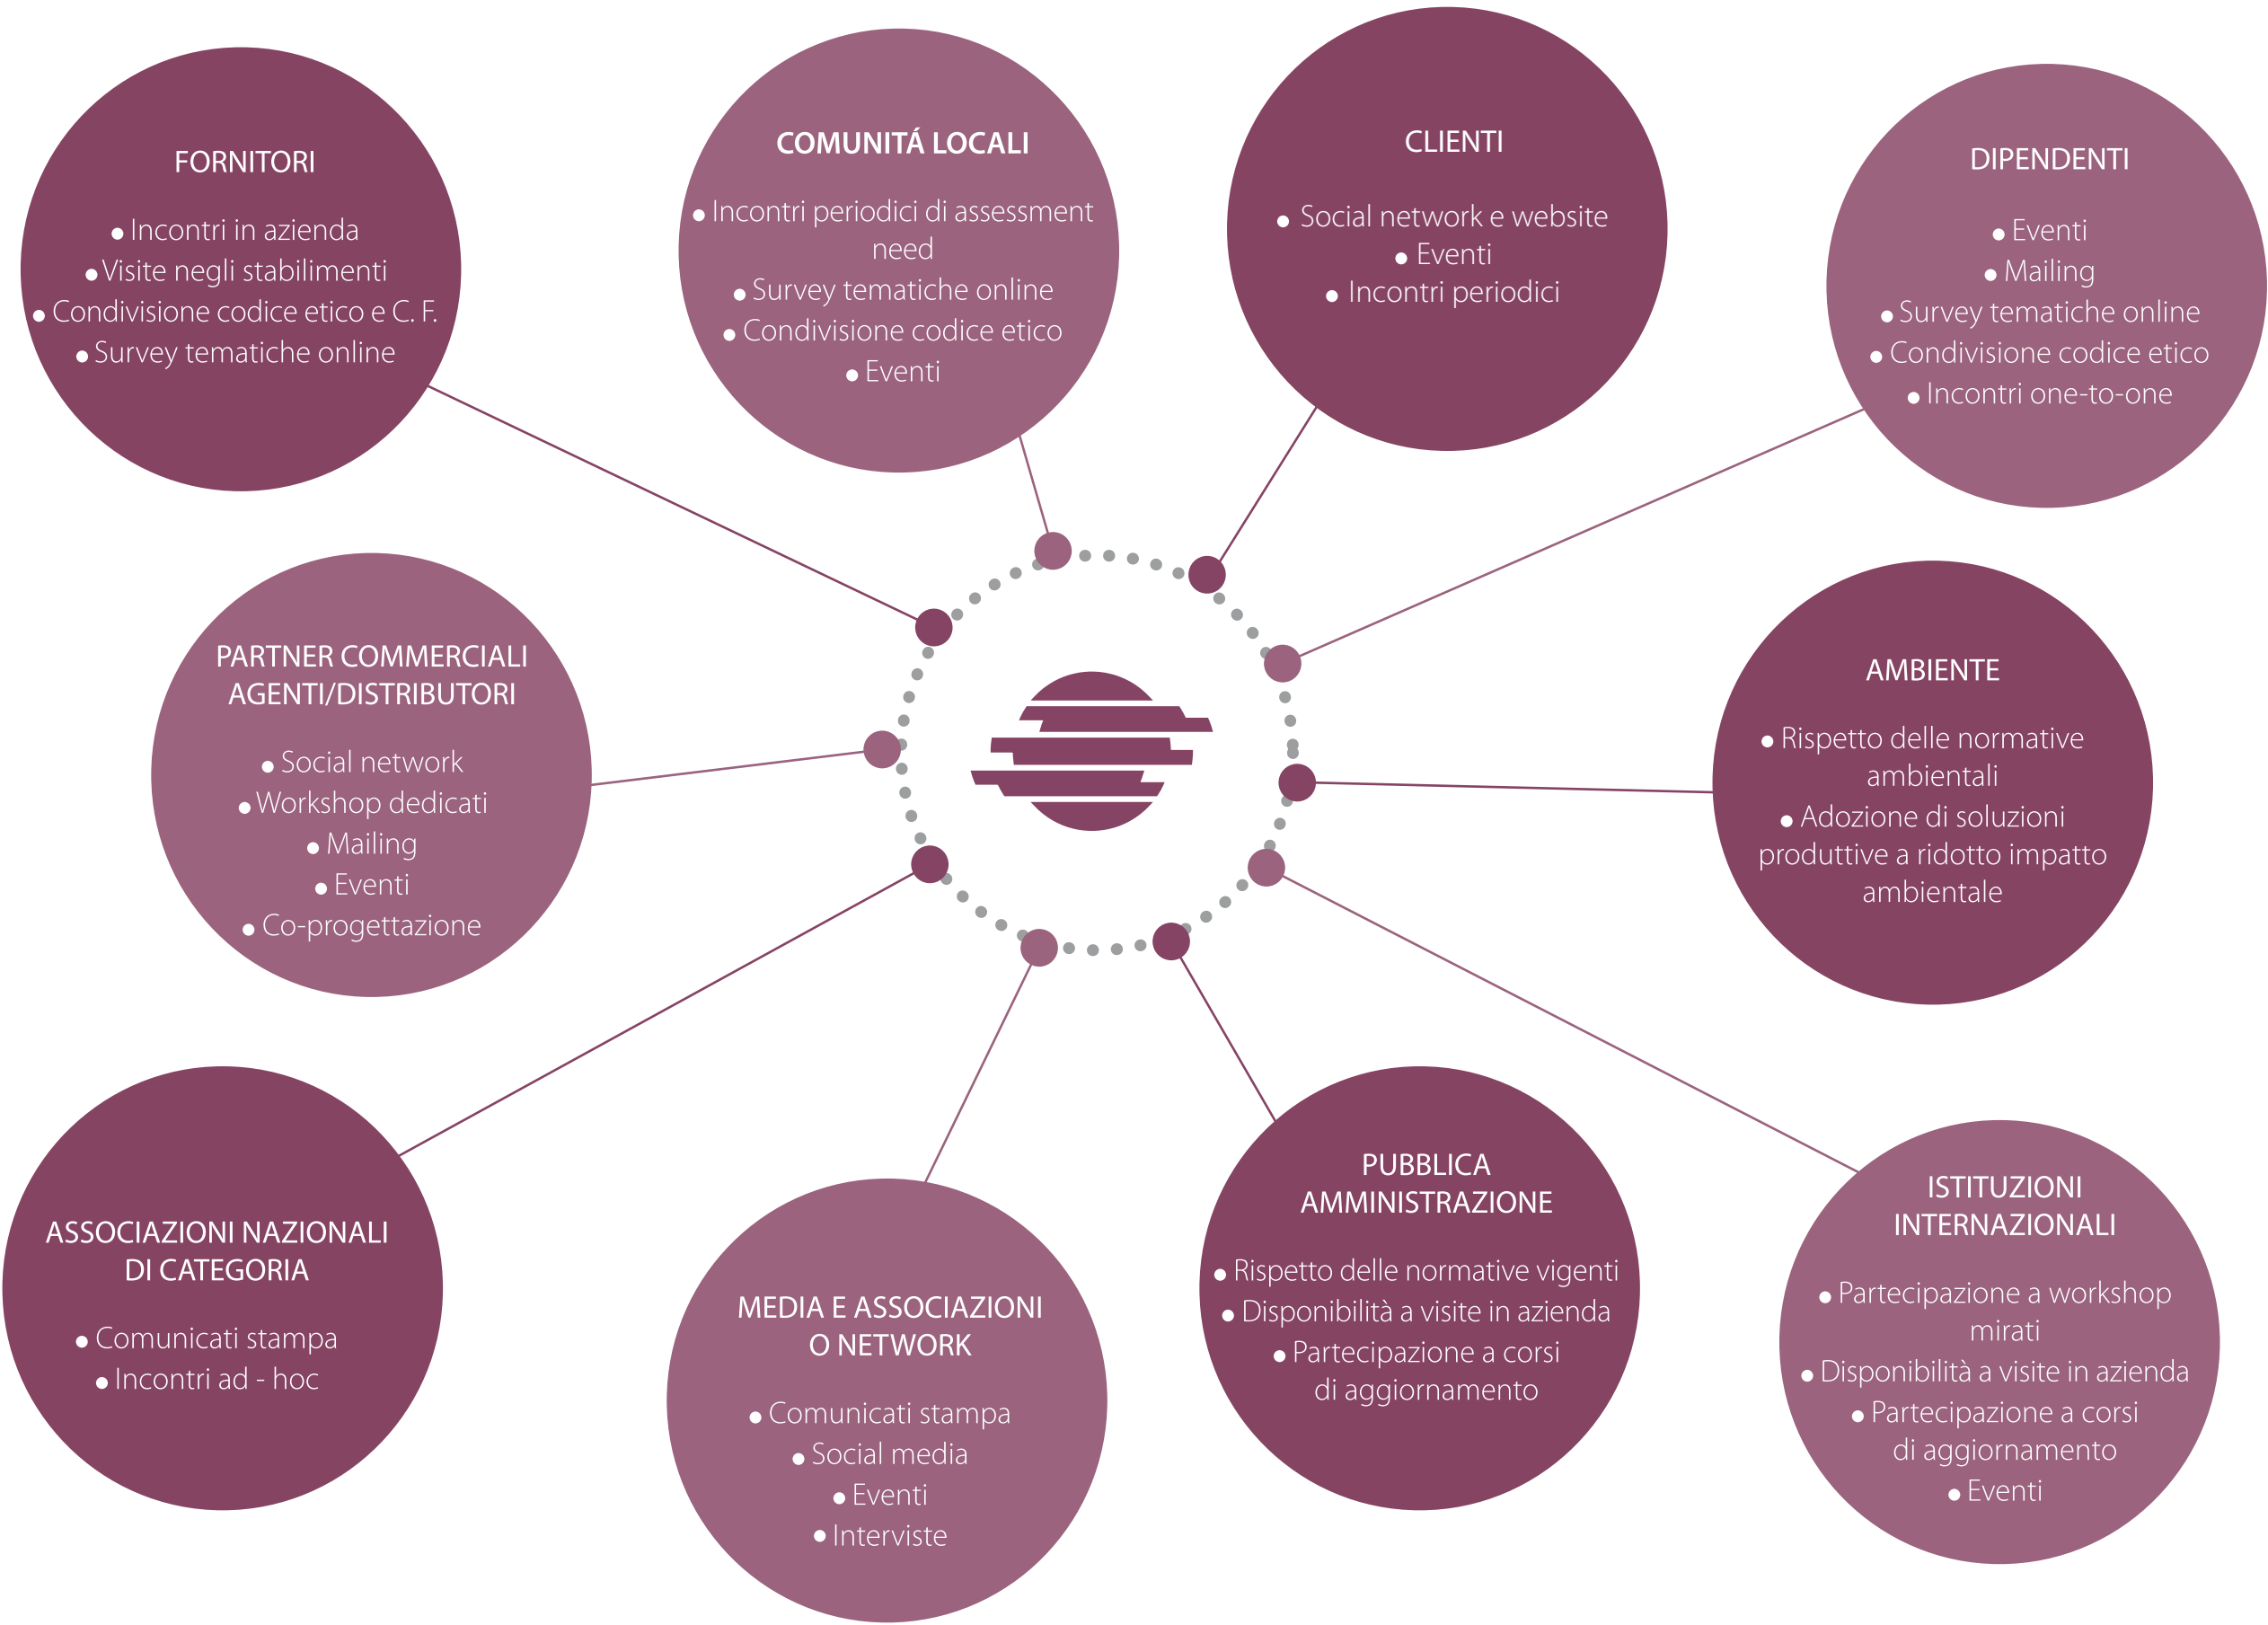 FORNITORI
• Incontri in azienda
• Visite negli stabilimenti
• Condivisione codice etico e C. F.
• Survey tematiche online
COMUNITÁ LOCALI
• Incontri periodici di assessment
need
• Survey tematiche online
• Condivisione codice etico
• Eventi
CLIENTI
• Social network e website
• Eventi
• Incontri periodici
DIPENDENTI
• Eventi
• Mailing
• Survey tematiche online
• Condivisione codice etico
• Incontri one-to-one
PARTNER COMMERCIALI
AGENTI/DISTRIBUTORI
• Social network
• Workshop dedicati
• Mailing
• Eventi
• Co-progettazione
AMBIENTE
• Rispetto delle normative
ambientali
• Adozione di soluzioni
produttive a ridotto impatto
ambientale
ASSOCIAZIONI NAZIONALI
DI CATEGORIA
• Comunicati stampa
• Incontri ad - hoc
MEDIA E ASSOCIAZIONI
O NETWORK
• Comunicati stampa
• Social media
• Eventi
• Interviste
PUBBLICA
AMMINISTRAZIONE
• Rispetto delle normative vigenti
• Disponibilità a visite in azienda
• Partecipazione a corsi
di aggiornamento
ISTITUZIONI
INTERNAZIONALI
• Partecipazione a workshop
mirati
• Disponibilità a visite in azienda
• Partecipazione a corsi
di aggiornamento
• Eventi